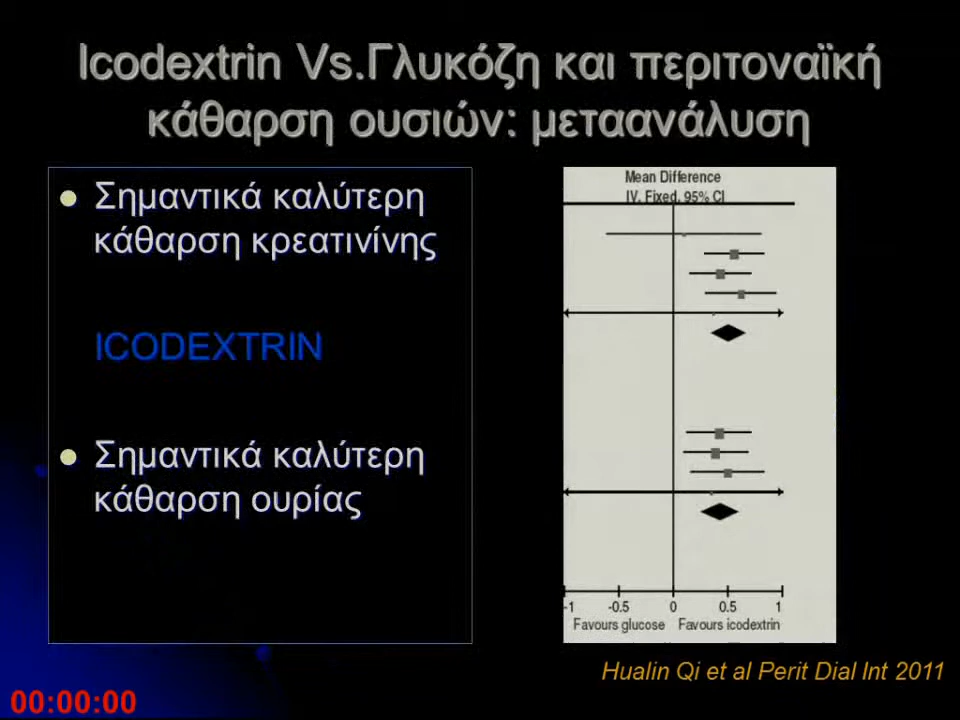 Icodextrin Vs.Γλυκόζη και περιτοναϊκή
κάθαρση ουσιών: μετaανάλυση
Σημαντικά καλύτερη
κάθαρση κρεατινίνης
ICODEXTRIN
Σημαντικά καλύτερη
κάθαρση ουρίας
Mean Difference
IV, Fixed, 95% CI
-1 -0.5 0 0.5 1
Favours glucose Favours icodextrin
Hualin Qi et al Perit Dial Int 2011
00:00:00